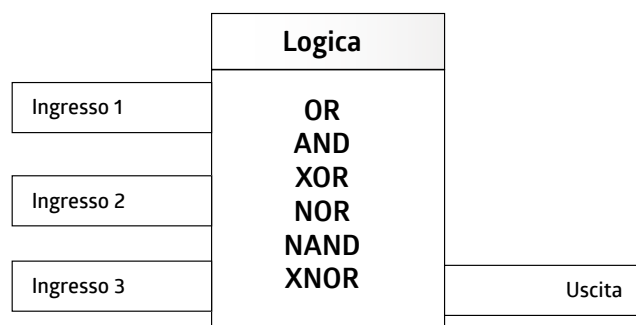 Logica
Ingresso 1
OR
AND
XOR
Ingresso 2
NOR
NAND
Ingresso 3
XNOR
Uscita